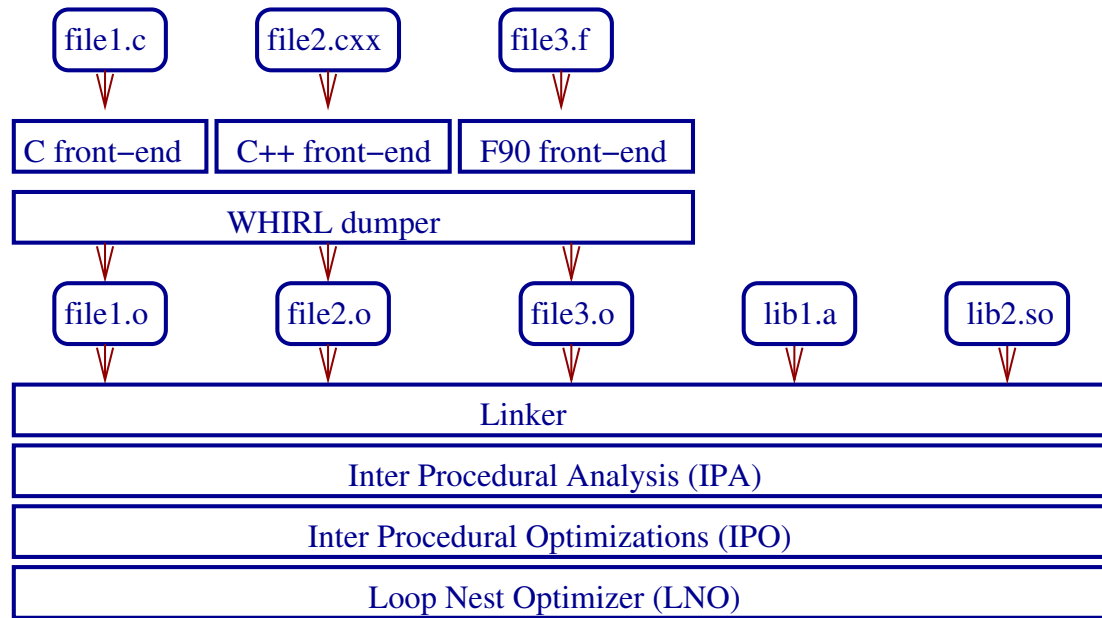 file1.c file2.cxx file3.f
C front−end C++ front−end F90 front−end
WHIRL dumper
file1.o file2.o file3.o lib1.a lib2.so
Linker
Inter Procedural Analysis (IPA)
Inter Procedural Optimizations (IPO)
Loop Nest Optimizer (LNO)